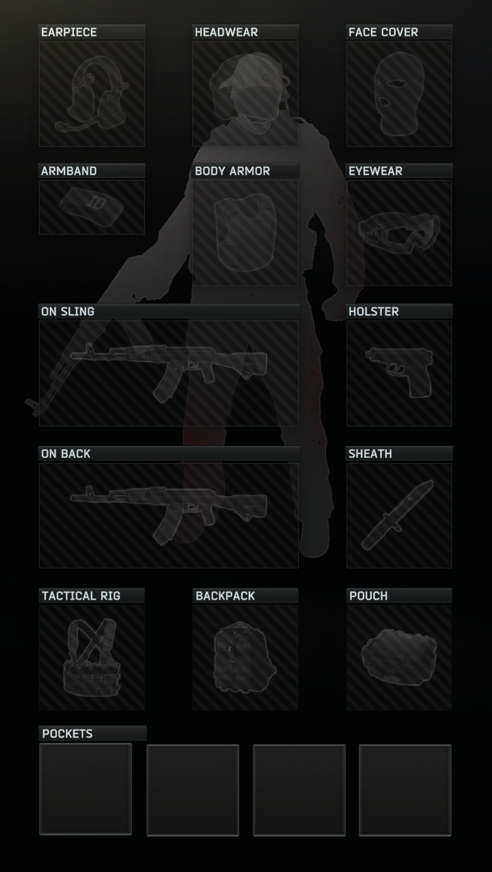 EARPIECE
HEADWEAR
FACE COVER
ARMBAND
BODY ARMOR
EYEWEAR
ID
ON SLING
HOLSTER
ON BACK
SHEATH
TACTICAL RIG
BACKPACK
POUCH
POCKETS